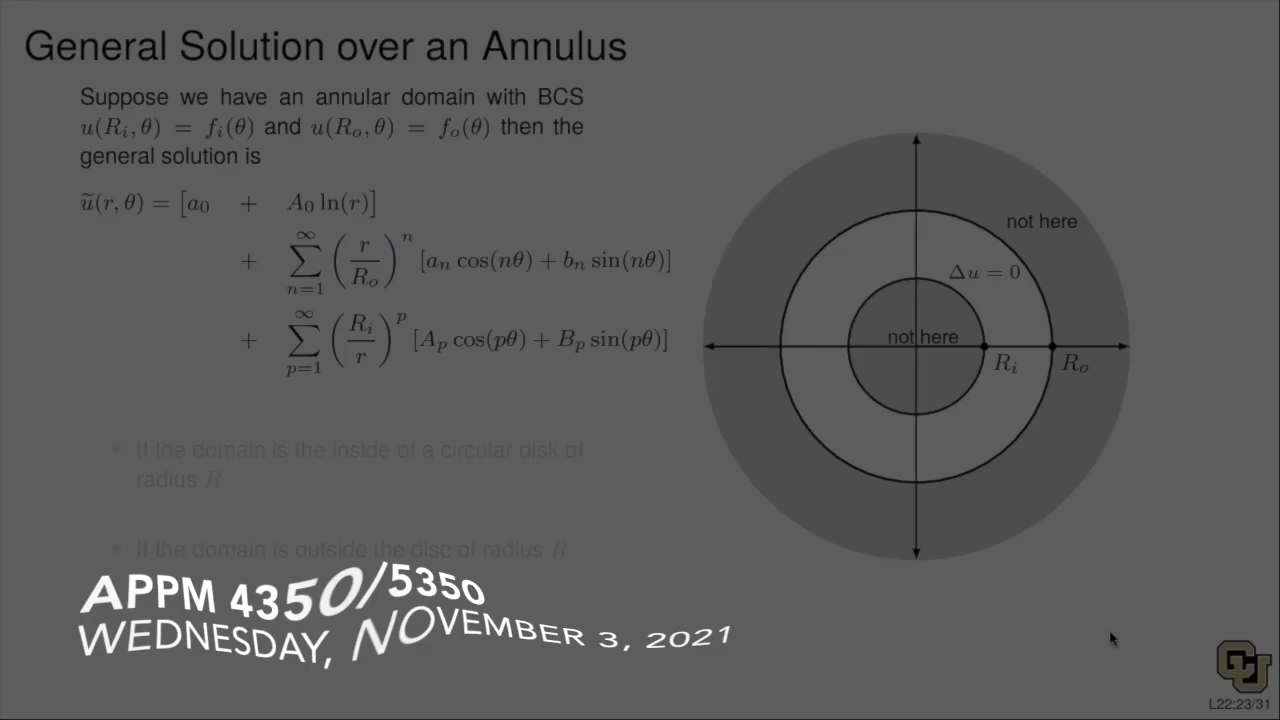 General Solution over an Annulus
Suppose we have an annular domain with BCS
u(R_i, θ) = f_i(θ) and u(R_o, θ) = f_o(θ) then the
general solution is
ũ(r, θ) = [a_0 + A_0 ln(r)]
+ ∑_{n=1}^{∞} (r/R_o)^n [a_n cos(nθ) + b_n sin(nθ)]
+ ∑_{p=1}^{∞} (R_i/r)^p [A_p cos(pθ) + B_p sin(pθ)]
not here
Δu = 0
not here
R_i R_o
• If the domain is the inside of a circular disk of
radius R
• If the domain is outside the disc of radius R
APPM 4350/5350
WEDNESDAY, NOVEMBER 3, 2021
CU
L22:23/31